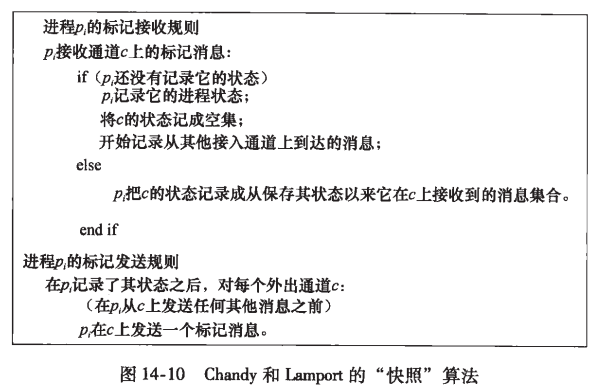 进程pi的标记接收规则
pi接收通道c上的标记消息：
if（pi还没有记录它的状态）
pi记录它的进程状态；
将c的状态记成空集；
开始记录从其他接入通道上到达的消息；
else
pi把c的状态记录成从保存其状态以来它在c上接收到的消息集合。
end if
进程pi的标记发送规则
在pi记录了其状态之后，对每个外出通道c：
（在pi从c上发送任何其他消息之前）
pi在c上发送一个标记消息。
图 14-10 Chandy 和 Lamport 的“快照”算法